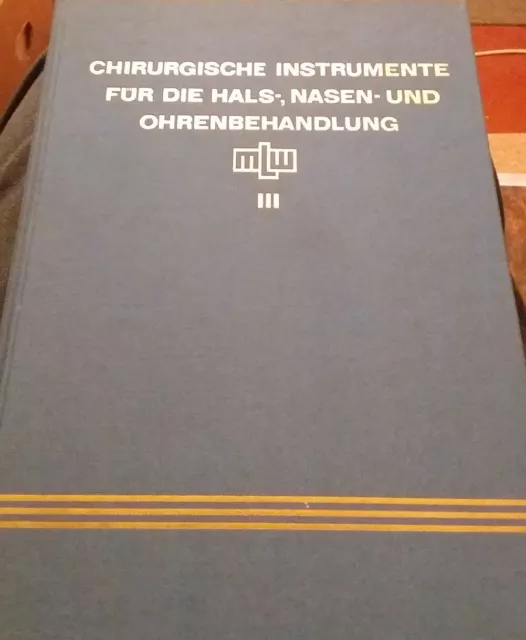 CHIRURGISCHE INSTRUMENTE
FÜR DIE HALS-, NASEN- UND
OHRENBEHANDLUNG
mLw
III